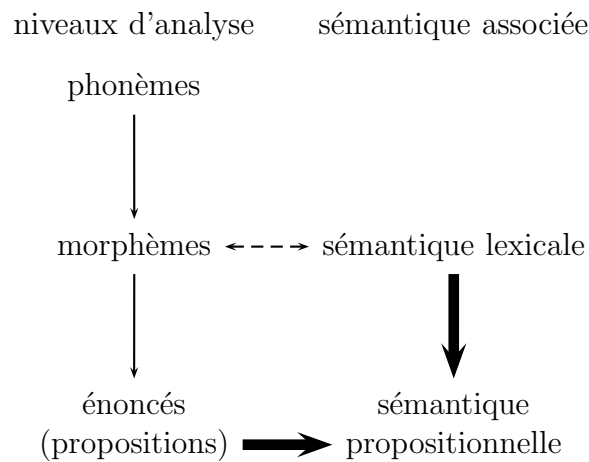 niveaux d'analyse sémantique associée
phonèmes
morphèmes sémantique lexicale
énoncés sémantique
(propositions) propositionnelle